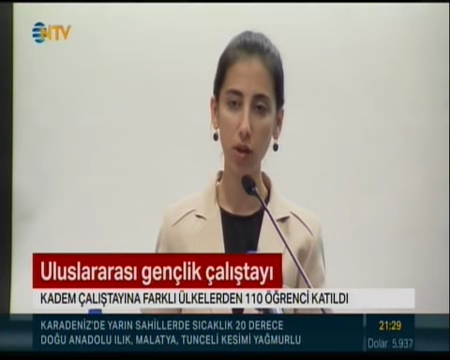 NTV
Uluslararası gençlik çalıştayı
KADEM ÇALIŞTAYINA FARKLI ÜLKELERDEN 110 ÖĞRENCİ KATILDI
KARADENİZ'DE YARIN SAHİLLERDE SICAKLIK 20 DERECE
DOĞU ANADOLU ILIK, MALATYA, TUNCELİ KESİMİ YAĞMURLU
21:29
Dolar 5,937